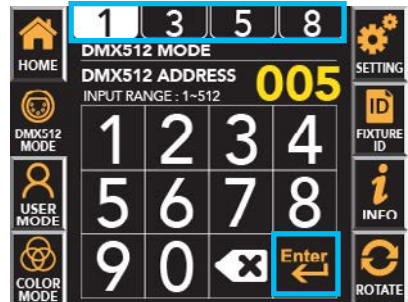 1 3 5 8
HOME
DMX512 MODE
DMX512 ADDRESS
INPUT RANGE : 1~512
005
SETTING
DMX512
MODE
1 2 3 4
ID
FIXTURE
ID
USER
MODE
5 6 7 8
i
INFO
COLOR
MODE
9 0 x Enter
ROTATE